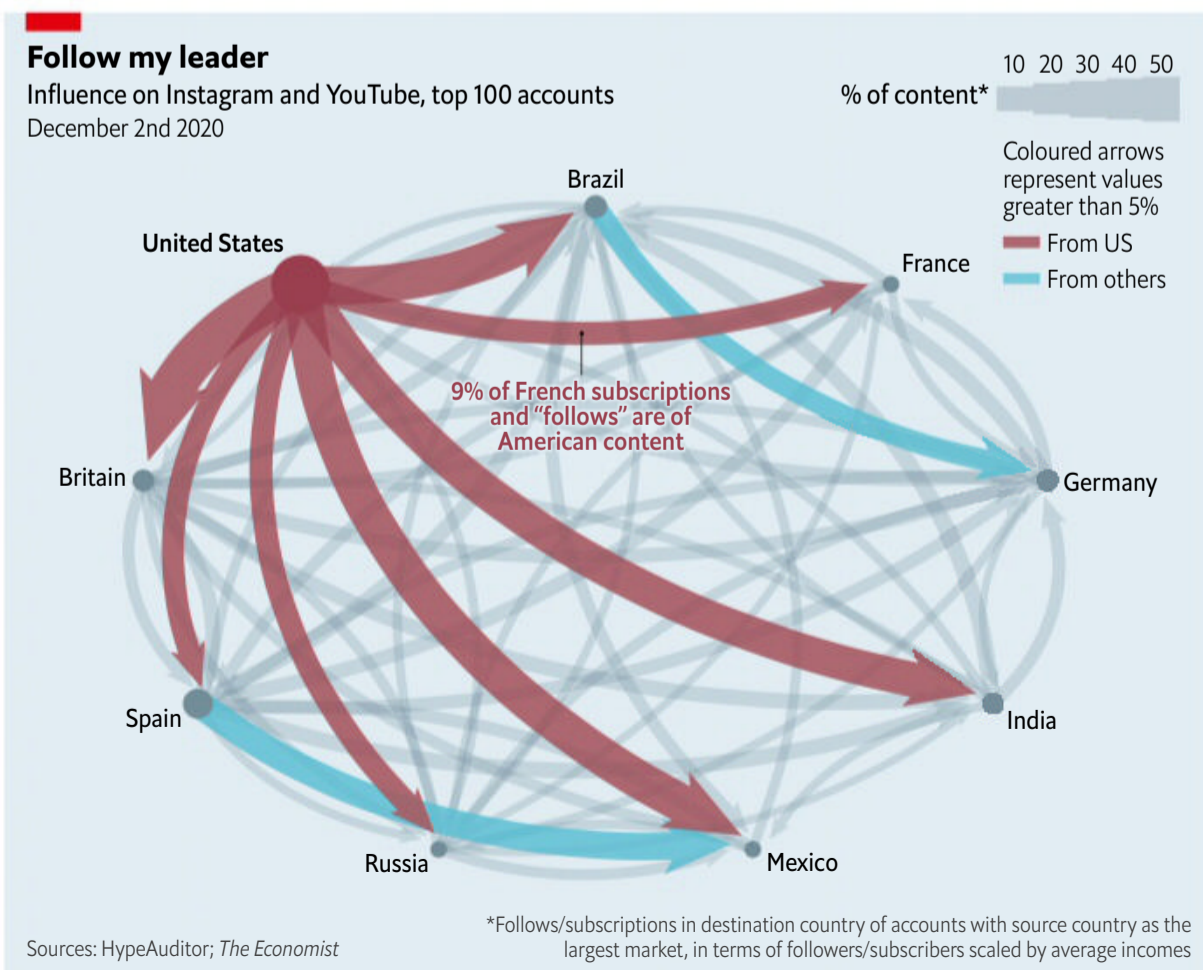 Follow my leader
Influence on Instagram and YouTube, top 100 accounts
December 2nd 2020
10 20 30 40 50
% of content*
Coloured arrows
represent values
greater than 5%
From US
From others
Brazil
United States
France
9% of French subscriptions
and “follows” are of
American content
Britain
Germany
Spain
India
Russia
Mexico
*Follows/subscriptions in destination country of accounts with source country as the
largest market, in terms of followers/subscribers scaled by average incomes
Sources: HypeAuditor; The Economist